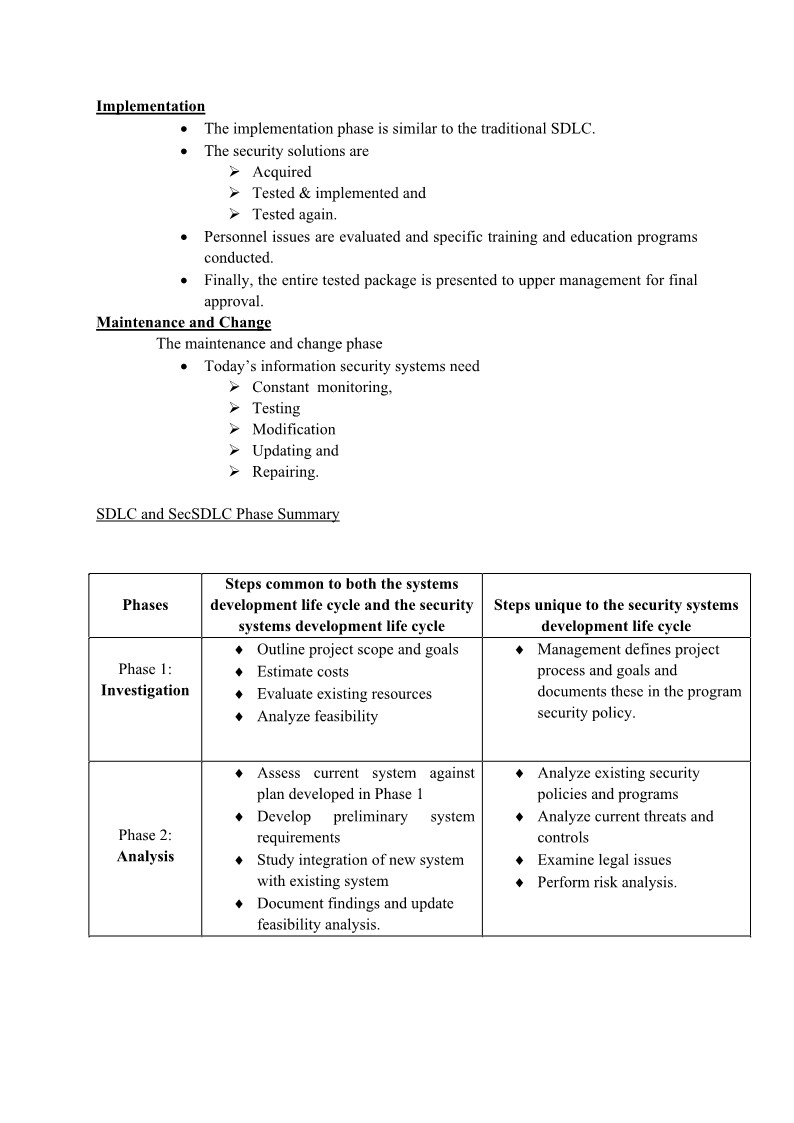 Implementation
• The implementation phase is similar to the traditional SDLC.
• The security solutions are
➢ Acquired
➢ Tested & implemented and
➢ Tested again.
• Personnel issues are evaluated and specific training and education programs
conducted.
• Finally, the entire tested package is presented to upper management for final
approval.
Maintenance and Change
The maintenance and change phase
• Today’s information security systems need
➢ Constant monitoring,
➢ Testing
➢ Modification
➢ Updating and
➢ Repairing.
SDLC and SecSDLC Phase Summary
Phases
Steps common to both the systems
development life cycle and the security
systems development life cycle
Steps unique to the security systems
development life cycle
Phase 1:
Investigation
♦ Outline project scope and goals
♦ Estimate costs
♦ Evaluate existing resources
♦ Analyze feasibility
♦ Management defines project
process and goals and
documents these in the program
security policy.
Phase 2:
Analysis
♦ Assess current system against
plan developed in Phase 1
♦ Develop preliminary system
requirements
♦ Study integration of new system
with existing system
♦ Document findings and update
feasibility analysis.
♦ Analyze existing security
policies and programs
♦ Analyze current threats and
controls
♦ Examine legal issues
♦ Perform risk analysis.